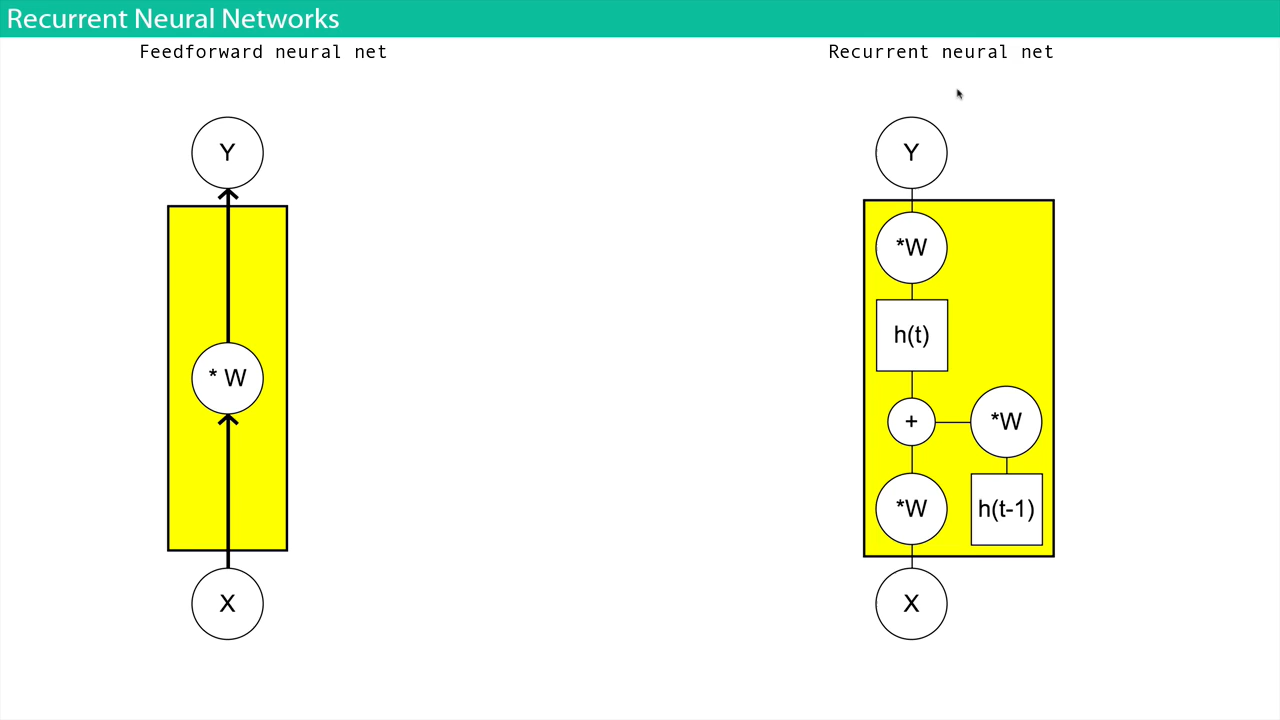 Recurrent Neural Networks
Feedforward neural net
Y
* W
X
Recurrent neural net
Y
*W
h(t)
+
*W
*W
h(t-1)
X